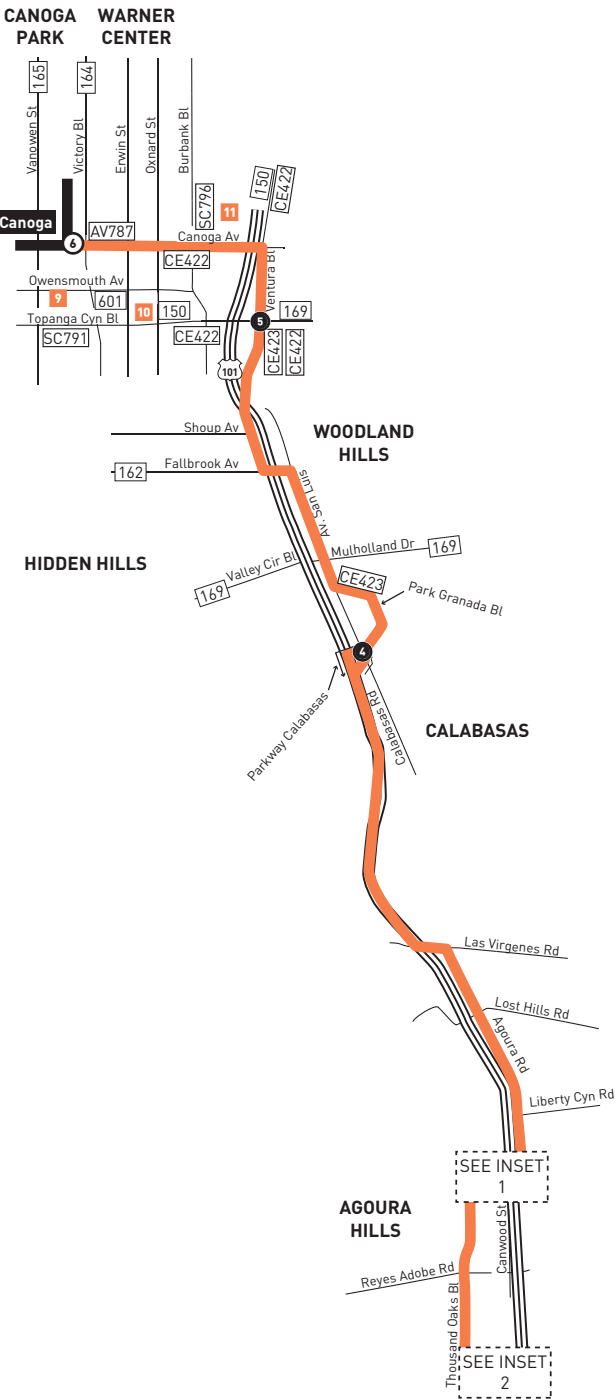 CANOGA
PARK
WARNER
CENTER
165
164
Vanowen St
Victory Bl
Erwin St
Oxnard St
Burbank Bl
SC796
11
150
CE422
Canoga
6
AV787
Canoga Av
CE422
Ventura Bl
Owensmouth Av
9
601
10
150
Topanga Cyn Bl
SC791
CE422
5
169
CE423
CE422
101
Shoup Av
WOODLAND
HILLS
162
Fallbrook Av
Av. San Luis
HIDDEN HILLS
169
Valley Cir Bl
Mulholland Dr
169
CE423
Park Granada Bl
4
Parkway Calabasas
Calabasas Rd
CALABASAS
Las Virgenes Rd
Lost Hills Rd
Agoura Rd
Liberty Cyn Rd
SEE INSET
1
AGOURA
HILLS
Canwood St
Reyes Adobe Rd
Thousand Oaks Bl
SEE INSET
2